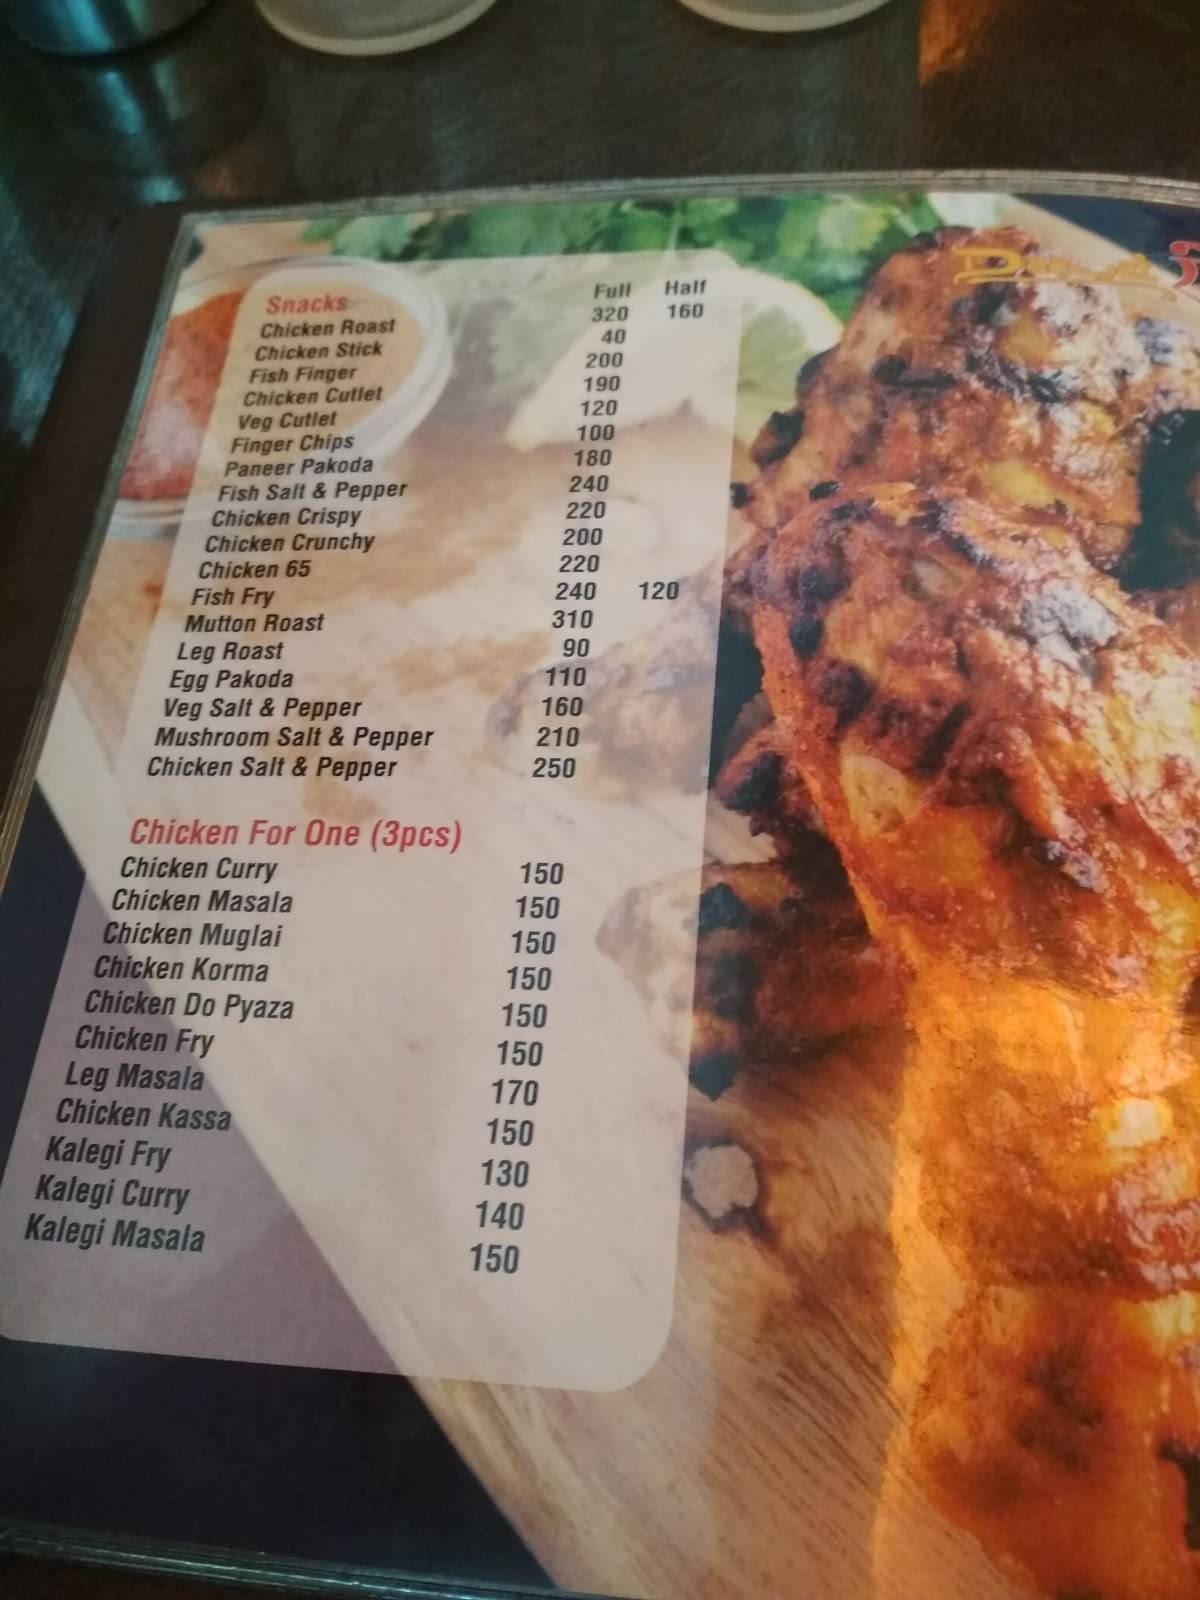 Snacks Full Half
Chicken Roast 320 160
Chicken Stick 40
Fish Finger 200
Chicken Cutlet 190
Veg Cutlet 120
Finger Chips 100
Paneer Pakoda 180
Fish Salt & Pepper 240
Chicken Crispy 220
Chicken Crunchy 200
Chicken 65 220
Fish Fry 240 120
Mutton Roast 310
Leg Roast 90
Egg Pakoda 110
Veg Salt & Pepper 160
Mushroom Salt & Pepper 210
Chicken Salt & Pepper 250
Chicken For One (3pcs)
Chicken Curry 150
Chicken Masala 150
Chicken Muglai 150
Chicken Korma 150
Chicken Do Pyaza 150
Chicken Fry 150
Leg Masala 170
Chicken Kassa 150
Kalegi Fry 130
Kalegi Curry 140
Kalegi Masala 150